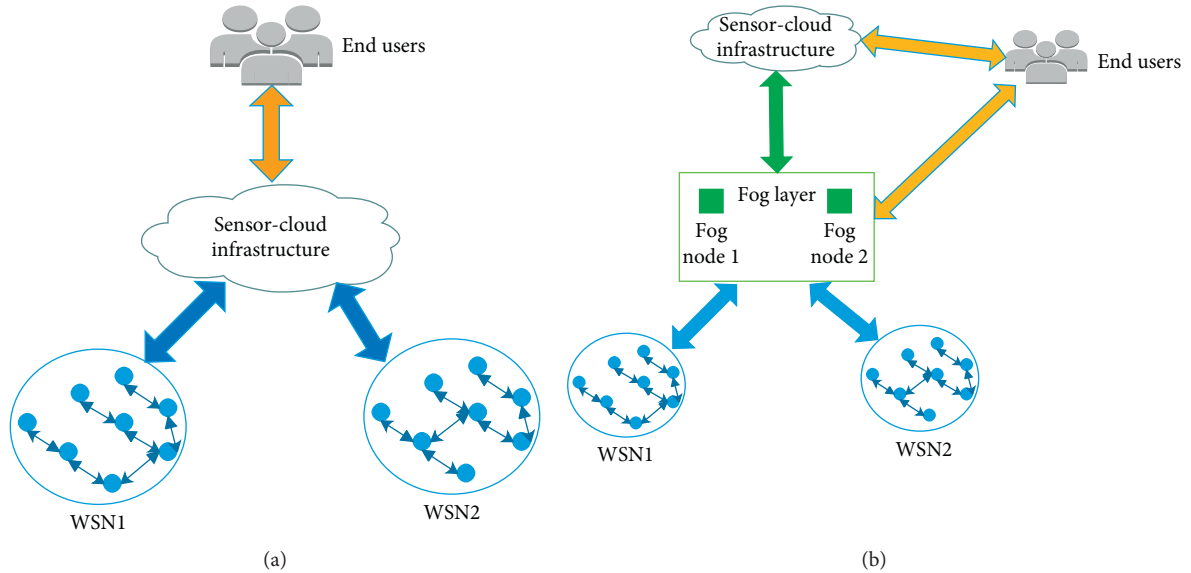 End users
Sensor-cloud
infrastructure
WSN1
WSN2
(a)
Sensor-cloud
infrastructure
End users
Fog layer
Fog
node 1
Fog
node 2
WSN1
WSN2
(b)